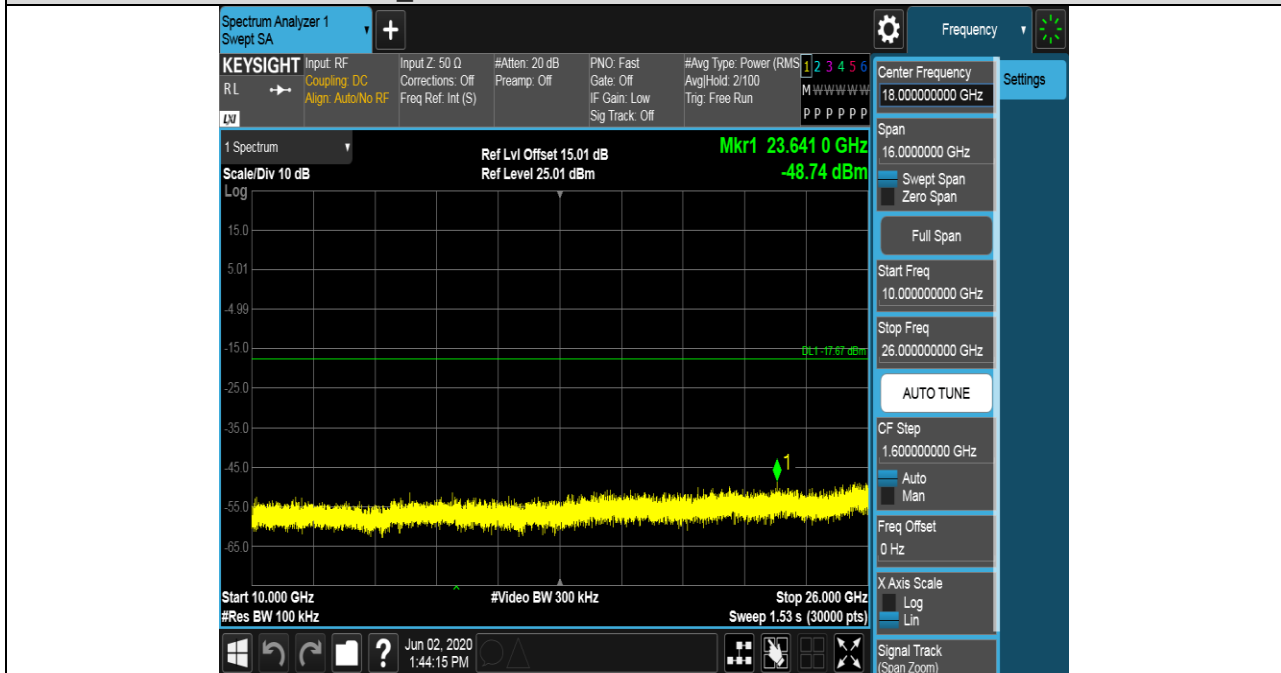 Spectrum Analyzer 1
Swept SA
+
Frequency
KEYSIGHT
RL
LXI
Input: RF
Coupling: DC
Align: Auto/No RF
Input Z: 50 Ω
Corrections: Off
Freq Ref: Int (S)
#Atten: 20 dB
Preamp: Off
PNO: Fast
Gate: Off
IF Gain: Low
Sig Track: Off
#Avg Type: Power (RMS
Avg|Hold: 2/100
Trig: Free Run
1 2 3 4 5 6
M W W W W W
P P P P P P
1 Spectrum
Scale/Div 10 dB
Log
Ref Lvl Offset 15.01 dB
Ref Level 25.01 dBm
Mkr1 23.641 0 GHz
-48.74 dBm
15.0
5.01
-4.99
-15.0
DL1 -17.67 dBm
-25.0
-35.0
-45.0
1
-55.0
-65.0
Start 10.000 GHz
#Res BW 100 kHz
#Video BW 300 kHz
Stop 26.000 GHz
Sweep 1.53 s (30000 pts)
?
Jun 02, 2020
1:44:15 PM
Center Frequency
18.000000000 GHz
Settings
Span
16.0000000 GHz
Swept Span
Zero Span
Full Span
Start Freq
10.000000000 GHz
Stop Freq
26.000000000 GHz
AUTO TUNE
CF Step
1.600000000 GHz
Auto
Man
Freq Offset
0 Hz
X Axis Scale
Log
Lin
Signal Track
(Span Zoom)